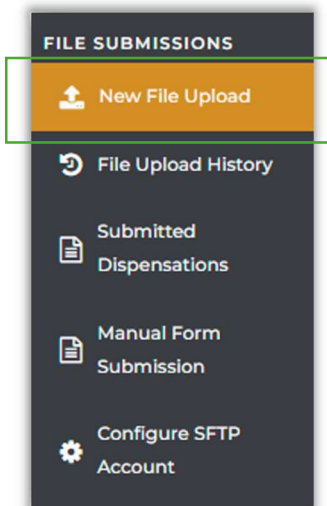 FILE SUBMISSIONS
New File Upload
File Upload History
Submitted
Dispensations
Manual Form
Submission
Configure SFTP
Account